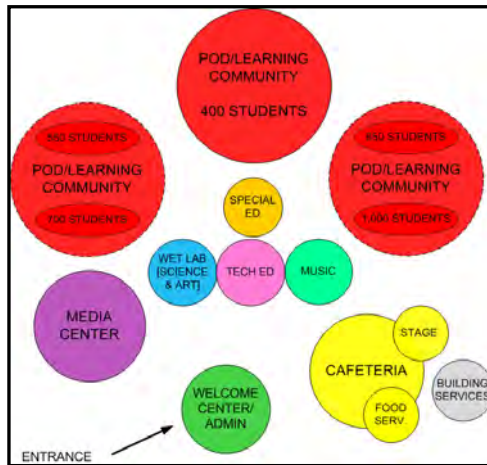 POD/LEARNING
COMMUNITY
400 STUDENTS
550 STUDENTS
POD/LEARNING
COMMUNITY
700 STUDENTS
850 STUDENTS
POD/LEARNING
COMMUNITY
1,000 STUDENTS
SPECIAL
ED
WET LAB
[SCIENCE
& ART]
TECH ED
MUSIC
MEDIA
CENTER
STAGE
CAFETERIA
FOOD
SERV.
BUILDING
SERVICES
WELCOME
CENTER/
ADMIN
ENTRANCE